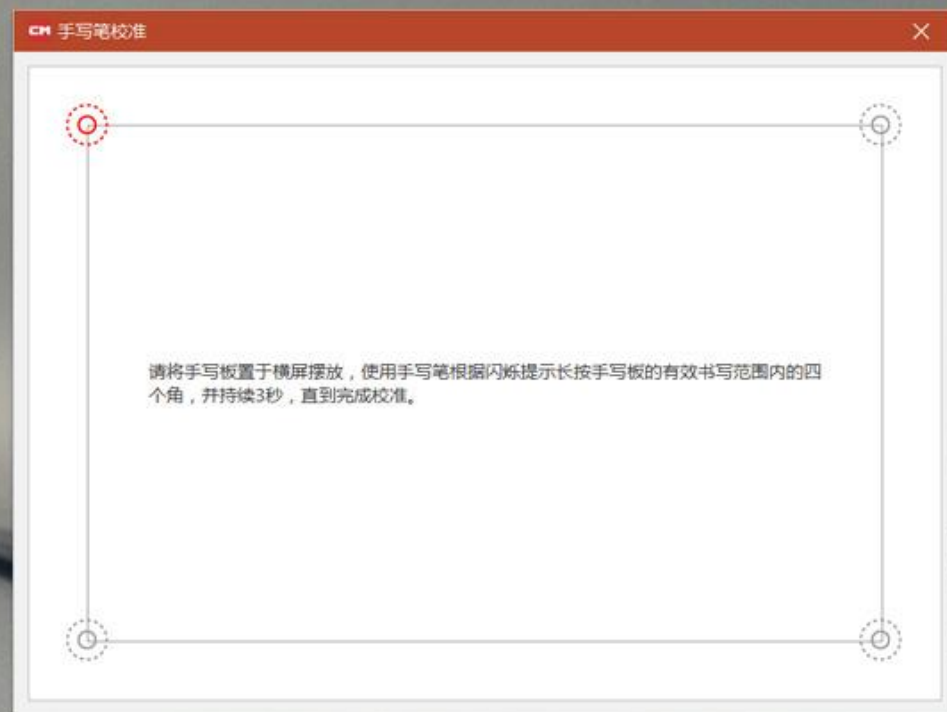 CM 手写笔校准
请将手写板置于横屏摆放，使用手写笔根据闪烁提示长按手写板的有效书写范围内的四
个角，并持续3秒，直到完成校准。